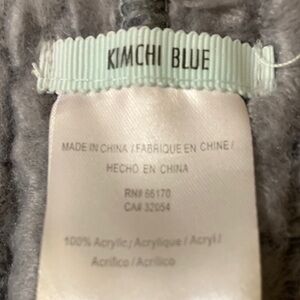 KIMCHI BLUE
MADE IN CHINA / FABRIQUE EN CHINE /
HECHO EN CHINA
RN# 66170
CA# 32054
100% Acrylic / Acrylique / Acryl /
Acrilico / Acrílico